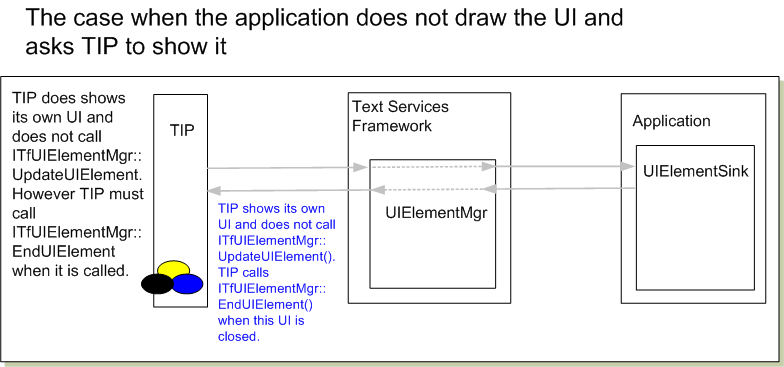 The case when the application does not draw the UI and
asks TIP to show it
TIP does shows
its own UI and
does not call
ITfUIElementMgr::
UpdateUIElement.
However TIP must
call
ITfUIElementMgr::
EndUIElement
when it is called.
TIP
TIP shows its own
UI and does not call
ITfUIElementMgr::
UpdateUIElement().
TIP calls
ITfUIElementMgr::
EndUIElement()
when this UI is
closed.
Text Services
Framework
UIElementMgr
Application
UIElementSink